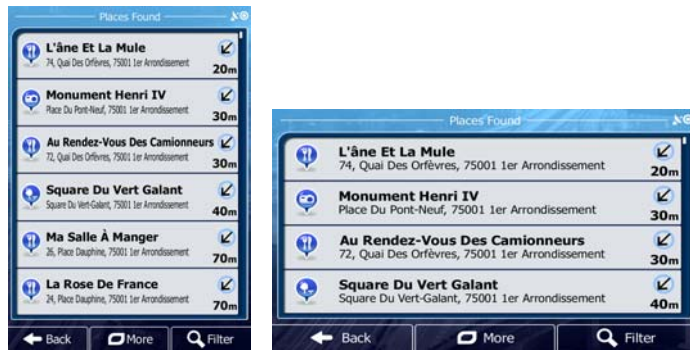 Places Found
L'âne Et La Mule
74, Quai Des Orfèvres, 75001 1er Arrondissement
20m
Monument Henri IV
Place Du Pont-Neuf, 75001 1er Arrondissement
30m
Au Rendez-Vous Des Camionneurs
72, Quai Des Orfèvres, 75001 1er Arrondissement
30m
Square Du Vert Galant
Square Du Vert-Galant, 75001 1er Arrondissement
40m
Ma Salle À Manger
26, Place Dauphine, 75001 1er Arrondissement
70m
La Rose De France
24, Place Dauphine, 75001 1er Arrondissement
70m
Back More Filter
Places Found
L'âne Et La Mule
74, Quai Des Orfèvres, 75001 1er Arrondissement
20m
Monument Henri IV
Place Du Pont-Neuf, 75001 1er Arrondissement
30m
Au Rendez-Vous Des Camionneurs
72, Quai Des Orfèvres, 75001 1er Arrondissement
30m
Square Du Vert Galant
Square Du Vert-Galant, 75001 1er Arrondissement
40m
Back More Filter